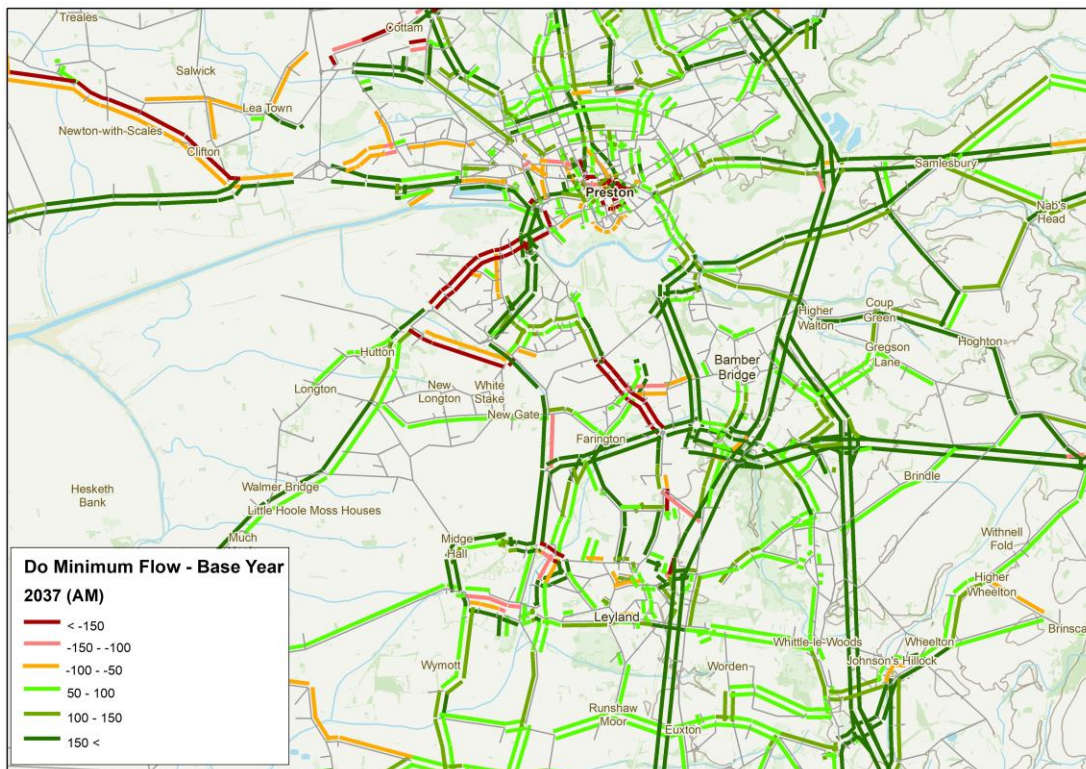 Treales
Cottam
Salwick
Lea Town
Newton-with-Scales
Clifton
Samlesbury
Preston
Nab's
Head
Higher
Walton
Coup
Green
Hoghton
Gregson
Lane
Hutton
Bamber
Bridge
Longton
New
Longton
White
Stake
New Gate
Farington
Brindle
Walmer Bridge
Hesketh
Bank
Little Hoole Moss Houses
Much
Withnell
Fold
Midge
Hall
Higher
Wheelton
Leyland
Brinsca
Whittle-le-Woods
Wheelton
Johnson's Hillock
Wymott
Worden
Runshaw
Moor
Euxton
Do Minimum Flow - Base Year
2037 (AM)
< -150
-150 - -100
-100 - -50
50 - 100
100 - 150
150 <